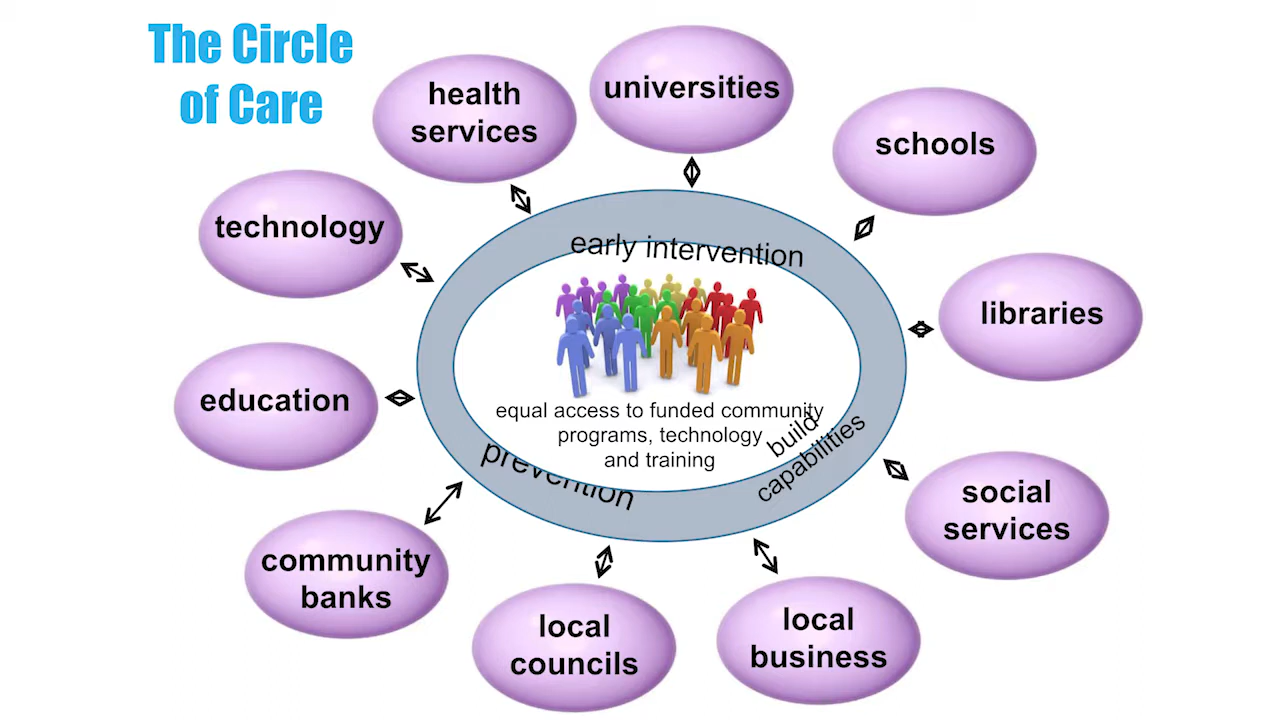 The Circle
of Care
health
services
universities
schools
technology
early intervention
libraries
education
equal access to funded community
programs, technology
and training
build
capabilities
prevention
social
services
community
banks
local
councils
local
business